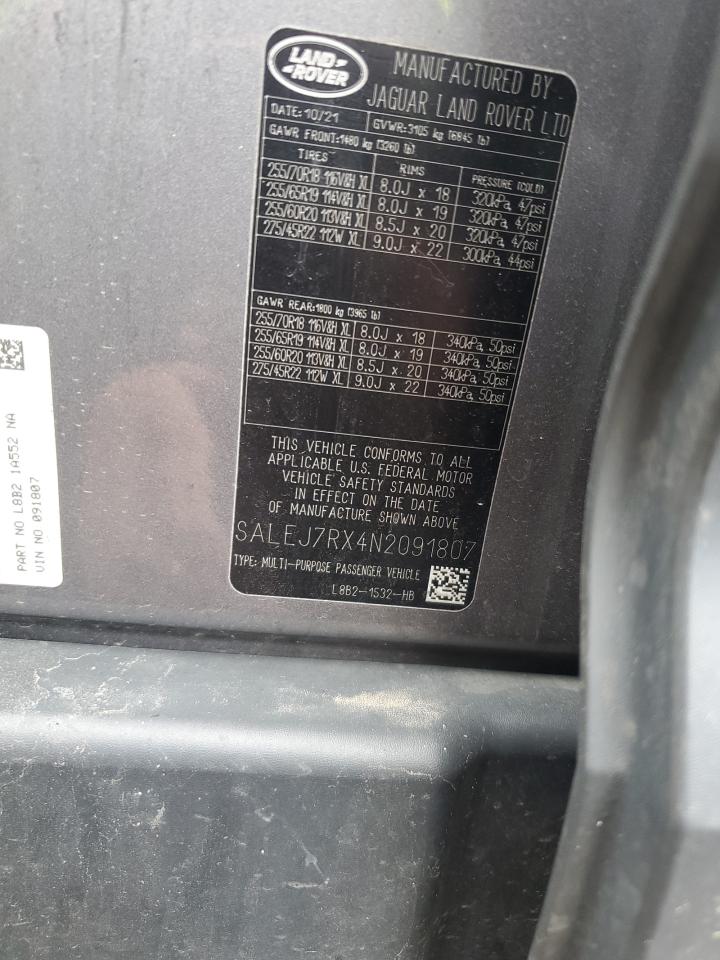 LAND
ROVER
MANUFACTURED BY
JAGUAR LAND ROVER LTD
DATE: 10/21 GVWR:3105 kg (6845 lb)
GAWR FRONT:1480 kg (3260 lb)
TIRES RIMS PRESSURE (COLD)
255/70R18 116V&H XL 8.0J x 18 320kPa, 47psi
255/65R19 114V&H XL 8.0J x 19 320kPa, 47psi
255/60R20 113V&H XL 8.5J x 20 320kPa, 47psi
275/45R22 112W XL 9.0J x 22 300kPa, 44psi
GAWR REAR:1800 kg (3965 lb)
255/70R18 116V&H XL 8.0J x 18 340kPa, 50psi
255/65R19 114V&H XL 8.0J x 19 340kPa, 50psi
255/60R20 113V&H XL 8.5J x 20 340kPa, 50psi
275/45R22 112W XL 9.0J x 22 340kPa, 50psi
THIS VEHICLE CONFORMS TO ALL
APPLICABLE U.S. FEDERAL MOTOR
VEHICLE SAFETY STANDARDS
IN EFFECT ON THE DATE
OF MANUFACTURE SHOWN ABOVE
SALEJ7RX4N2091807
TYPE: MULTI-PURPOSE PASSENGER VEHICLE
L8B2-1532-HB
PART NO L8B2 1A552 NA
VIN NO 091807